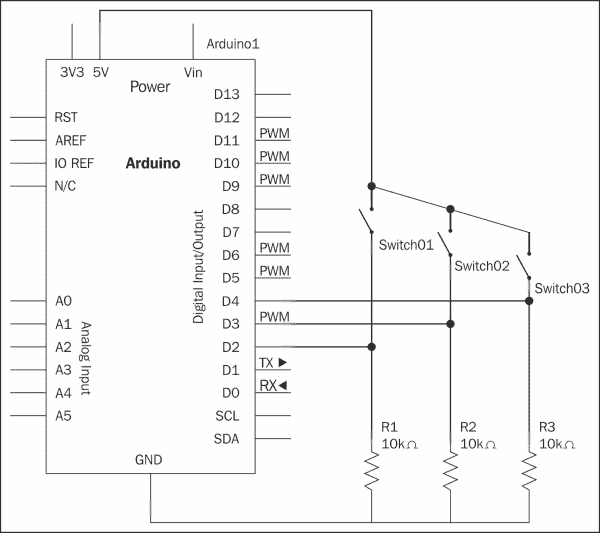 Arduino1
3V3 5V Vin
Power
D13
RST D12
AREF D11 PWM
IO REF Arduino D10 PWM
N/C D9 PWM
D8
D7
Digital Input/Output
D6 PWM
D5 PWM
Switch01
Switch02
Switch03
A0 D4
A1 D3 PWM
A2 D2
A3 D1 TX
A4 D0 RX
Analog Input
A5 SCL
SDA
GND
R1 R2 R3
10kΩ 10kΩ 10kΩ